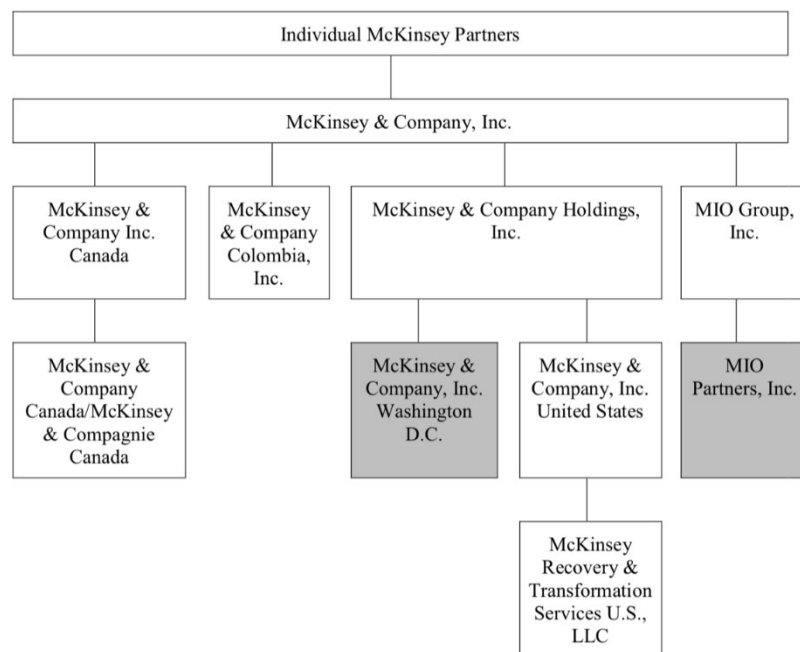 Individual McKinsey Partners
McKinsey & Company, Inc.
McKinsey &
Company Inc.
Canada
McKinsey
& Company
Colombia,
Inc.
McKinsey & Company Holdings,
Inc.
MIO Group,
Inc.
McKinsey &
Company
Canada/McKinsey
& Compagnie
Canada
McKinsey &
Company, Inc.
Washington
D.C.
McKinsey &
Company, Inc.
United States
MIO
Partners, Inc.
McKinsey
Recovery &
Transformation
Services U.S.,
LLC